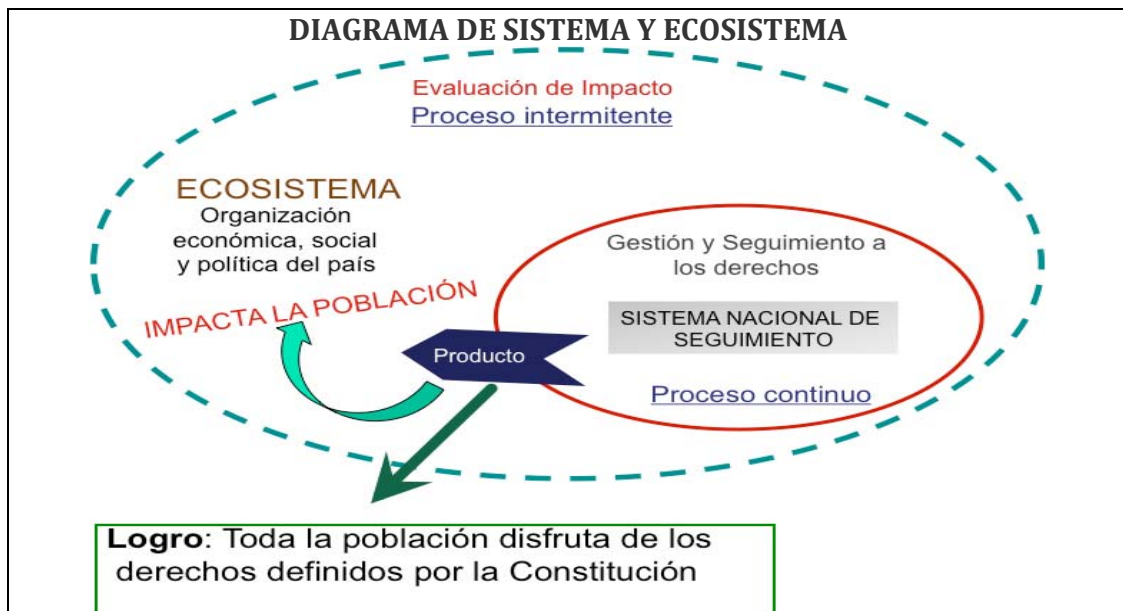 DIAGRAMA DE SISTEMA Y ECOSISTEMA
Evaluación de Impacto
Proceso intermitente
ECOSISTEMA
Organización
económica, social
y política del país
IMPACTA LA POBLACIÓN
Gestión y Seguimiento a
los derechos
SISTEMA NACIONAL DE
SEGUIMIENTO
Producto
Proceso continuo
Logro: Toda la población disfruta de los
derechos definidos por la Constitución